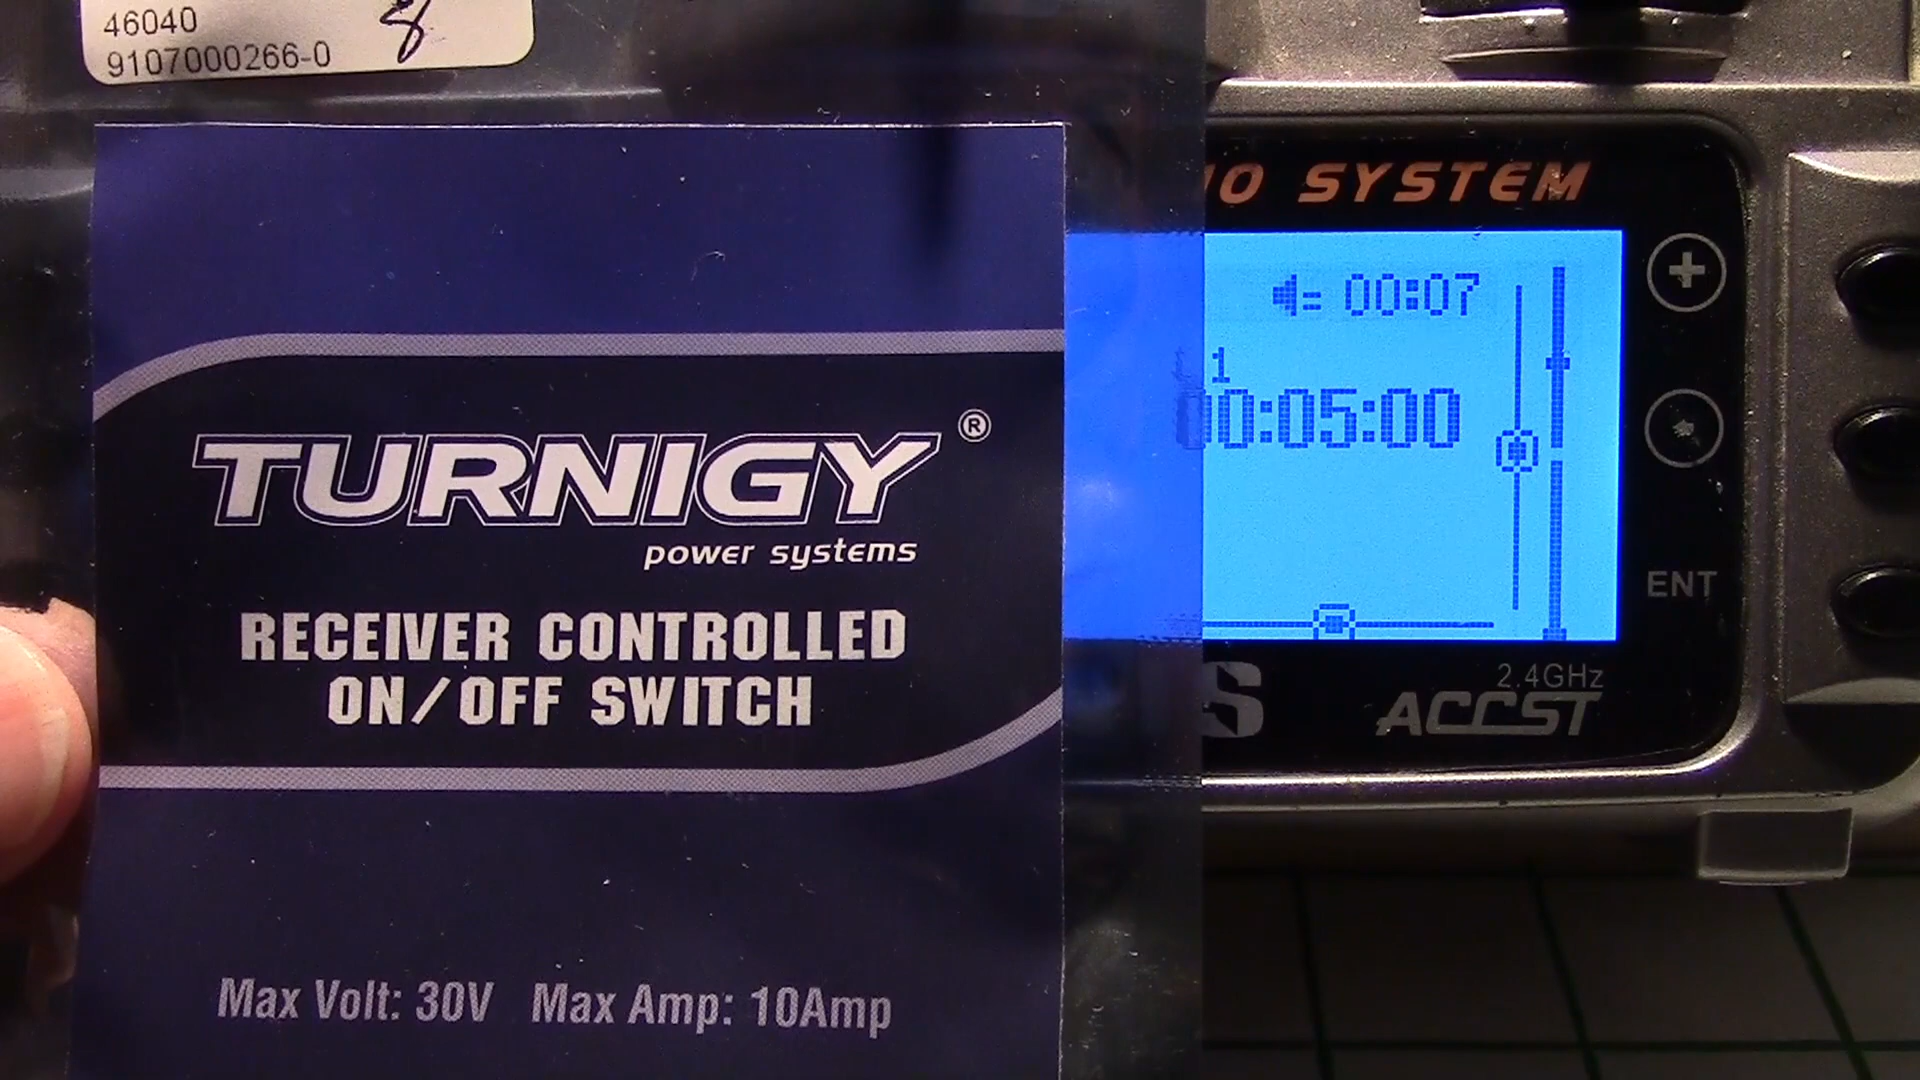 46040
8
9107000266-0
TURNIGY®
power systems
RECEIVER CONTROLLED
ON/OFF SWITCH
Max Volt: 30V Max Amp: 10Amp
IO SYSTEM
00:07
1
00:05:00
ENT
S
2.4GHz
ACCST